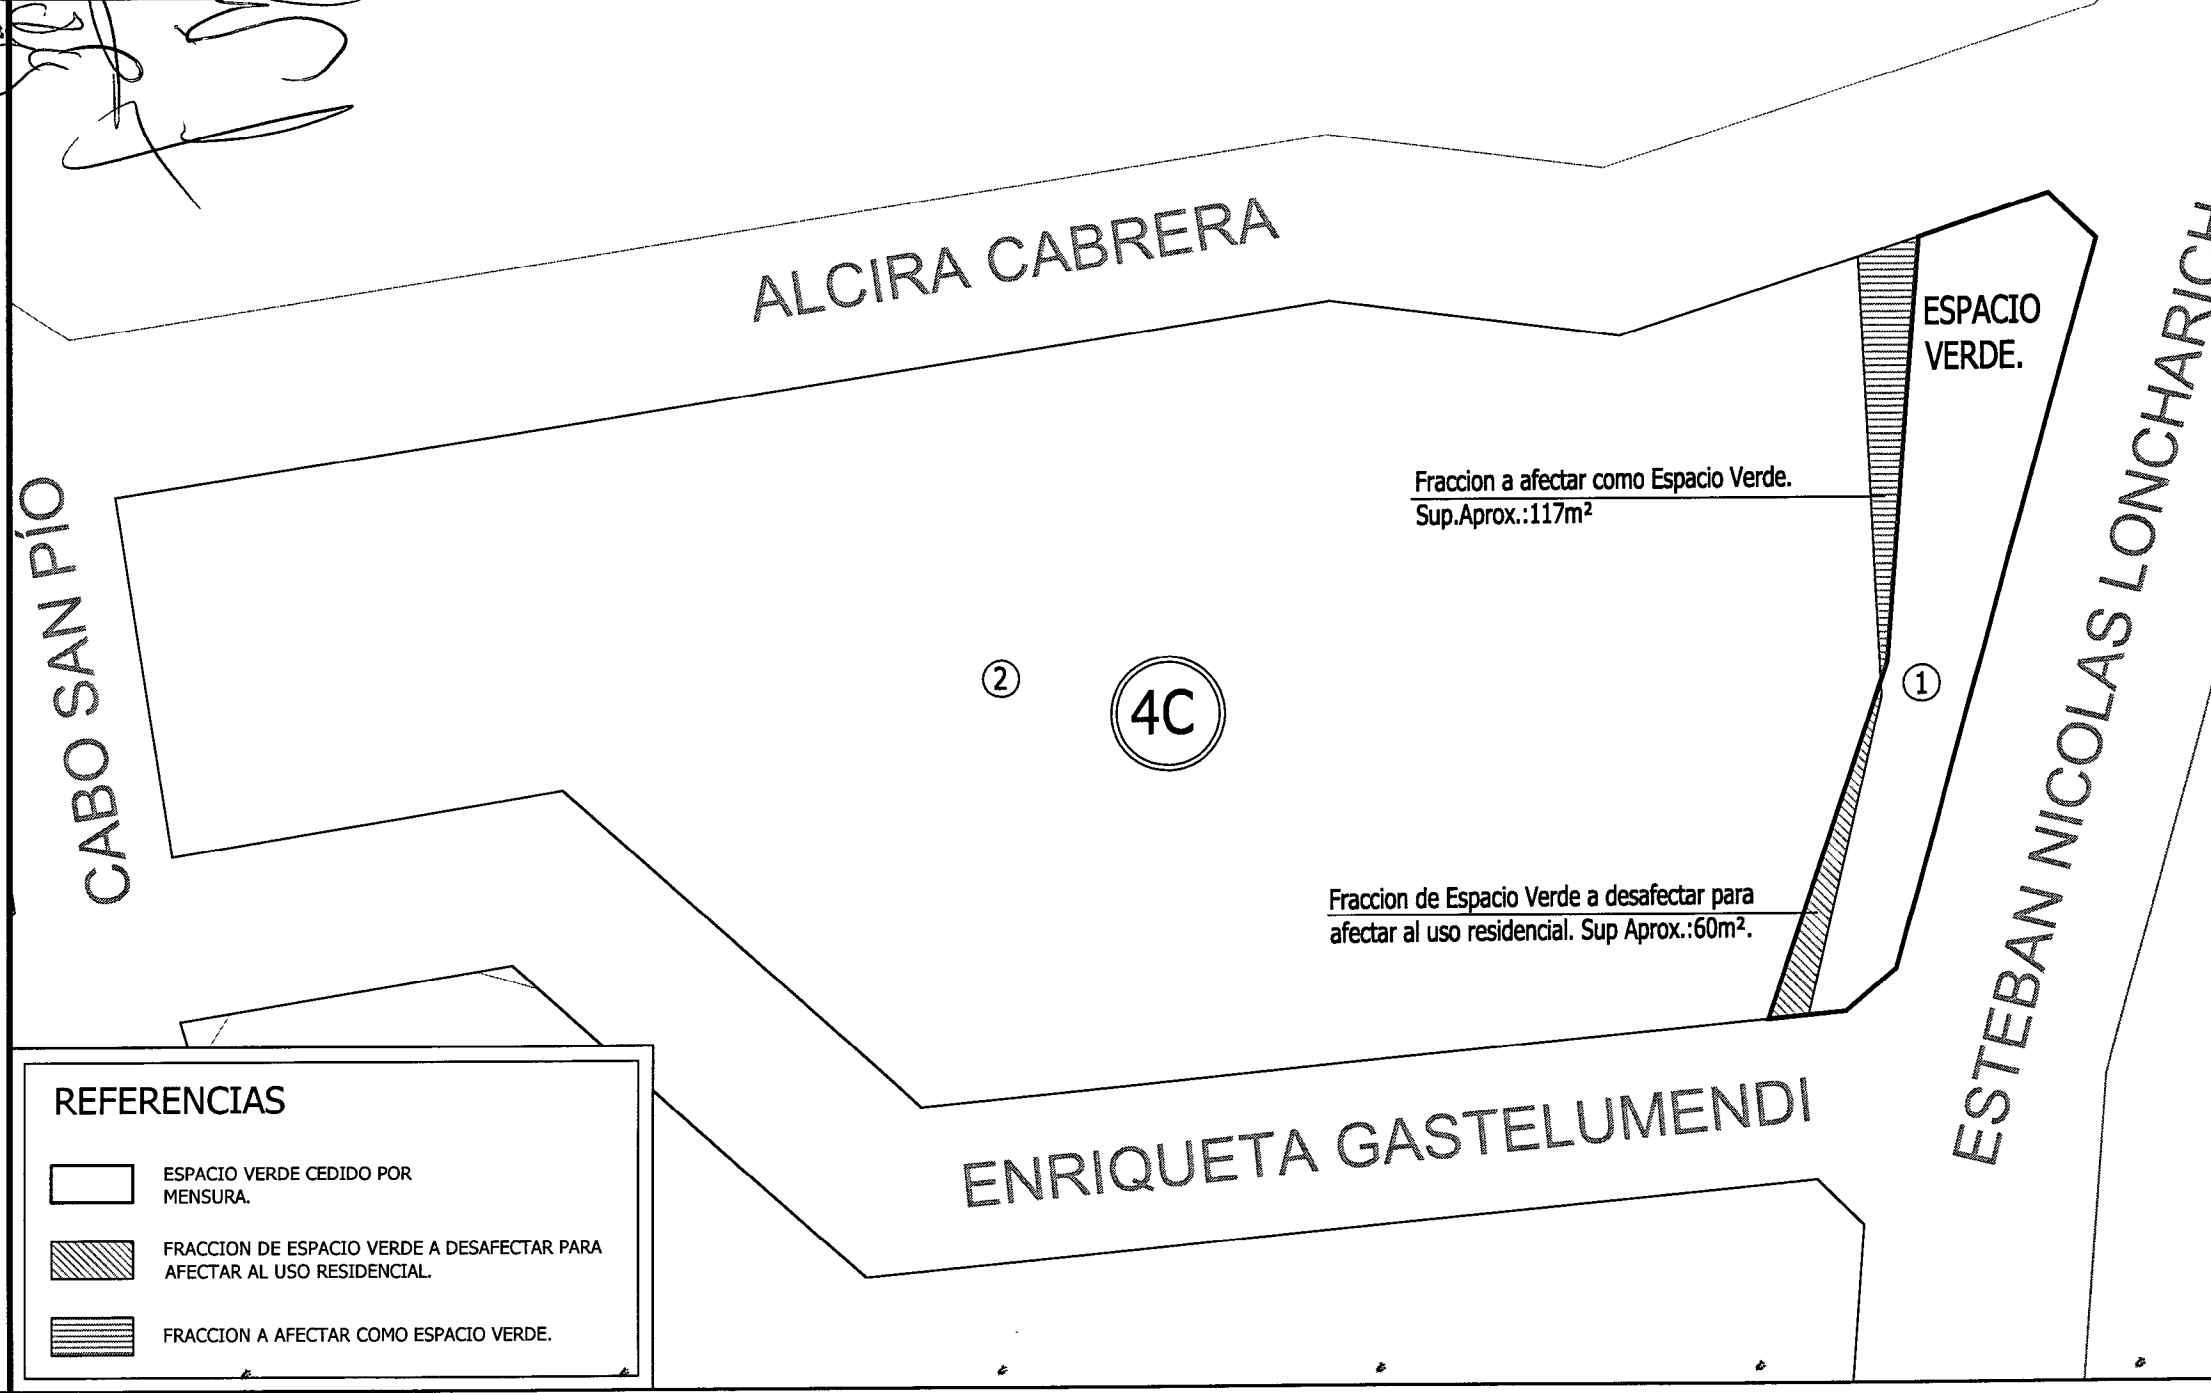 ALCIRA CABRERA
ESPACIO
VERDE.
Fraccion a afectar como Espacio Verde.
Sup.Aprox.:117m²
CABO SAN PÍO
2
4C
1
ESTEBAN NICOLAS LONCHARICH
Fraccion de Espacio Verde a desafectar para
afectar al uso residencial. Sup Aprox.:60m².
ENRIQUETA GASTELUMENDI
REFERENCIAS
ESPACIO VERDE CEDIDO POR
MENSURA.
FRACCION DE ESPACIO VERDE A DESAFECTAR PARA
AFECTAR AL USO RESIDENCIAL.
FRACCION A AFECTAR COMO ESPACIO VERDE.